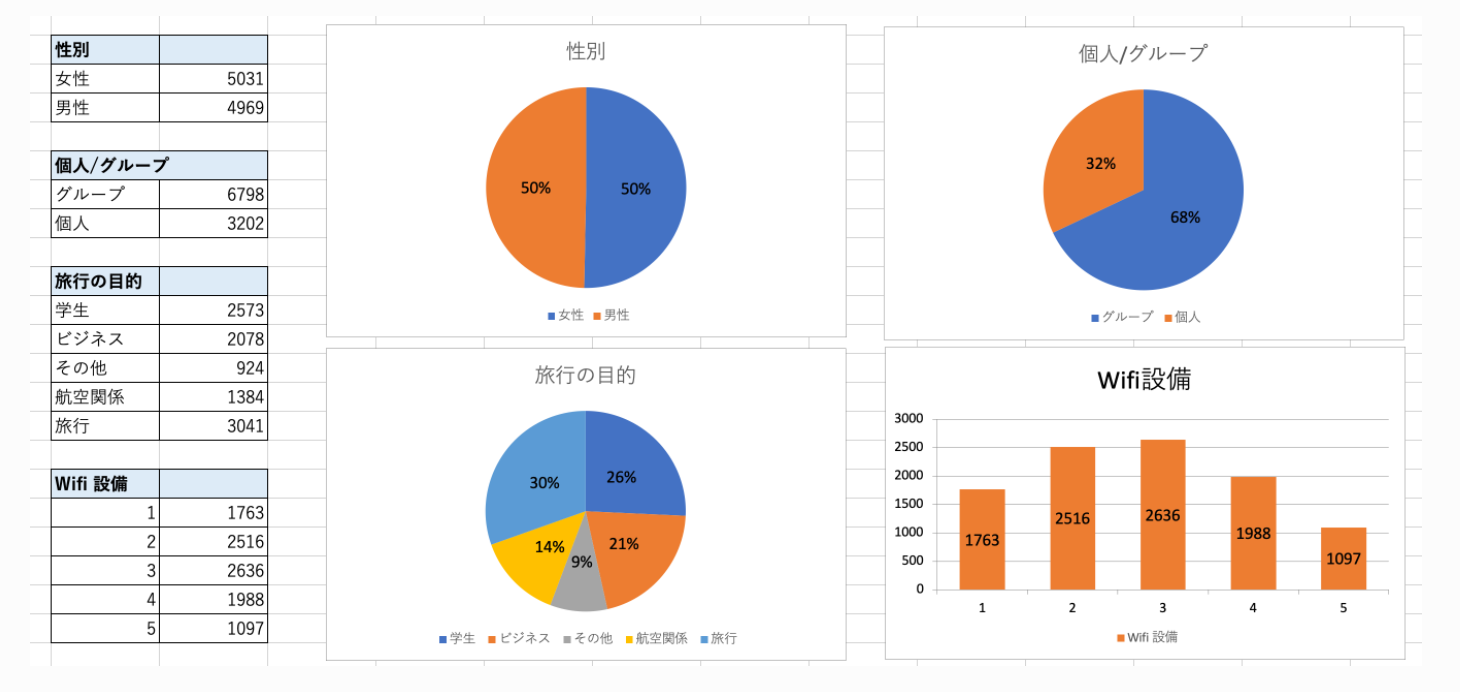 性別
女性 5031
男性 4969
個人/グループ
グループ 6798
個人 3202
旅行の目的
学生 2573
ビジネス 2078
その他 924
航空関係 1384
旅行 3041
Wifi 設備
1 1763
2 2516
3 2636
4 1988
5 1097
性別
50% 50%
女性 男性
個人/グループ
32%
68%
グループ 個人
旅行の目的
30% 26%
14% 9% 21%
学生 ビジネス その他 航空関係 旅行
Wifi設備
3000
2500
2000
1500
1000
500
0
1763 2516 2636 1988 1097
1 2 3 4 5
Wifi 設備